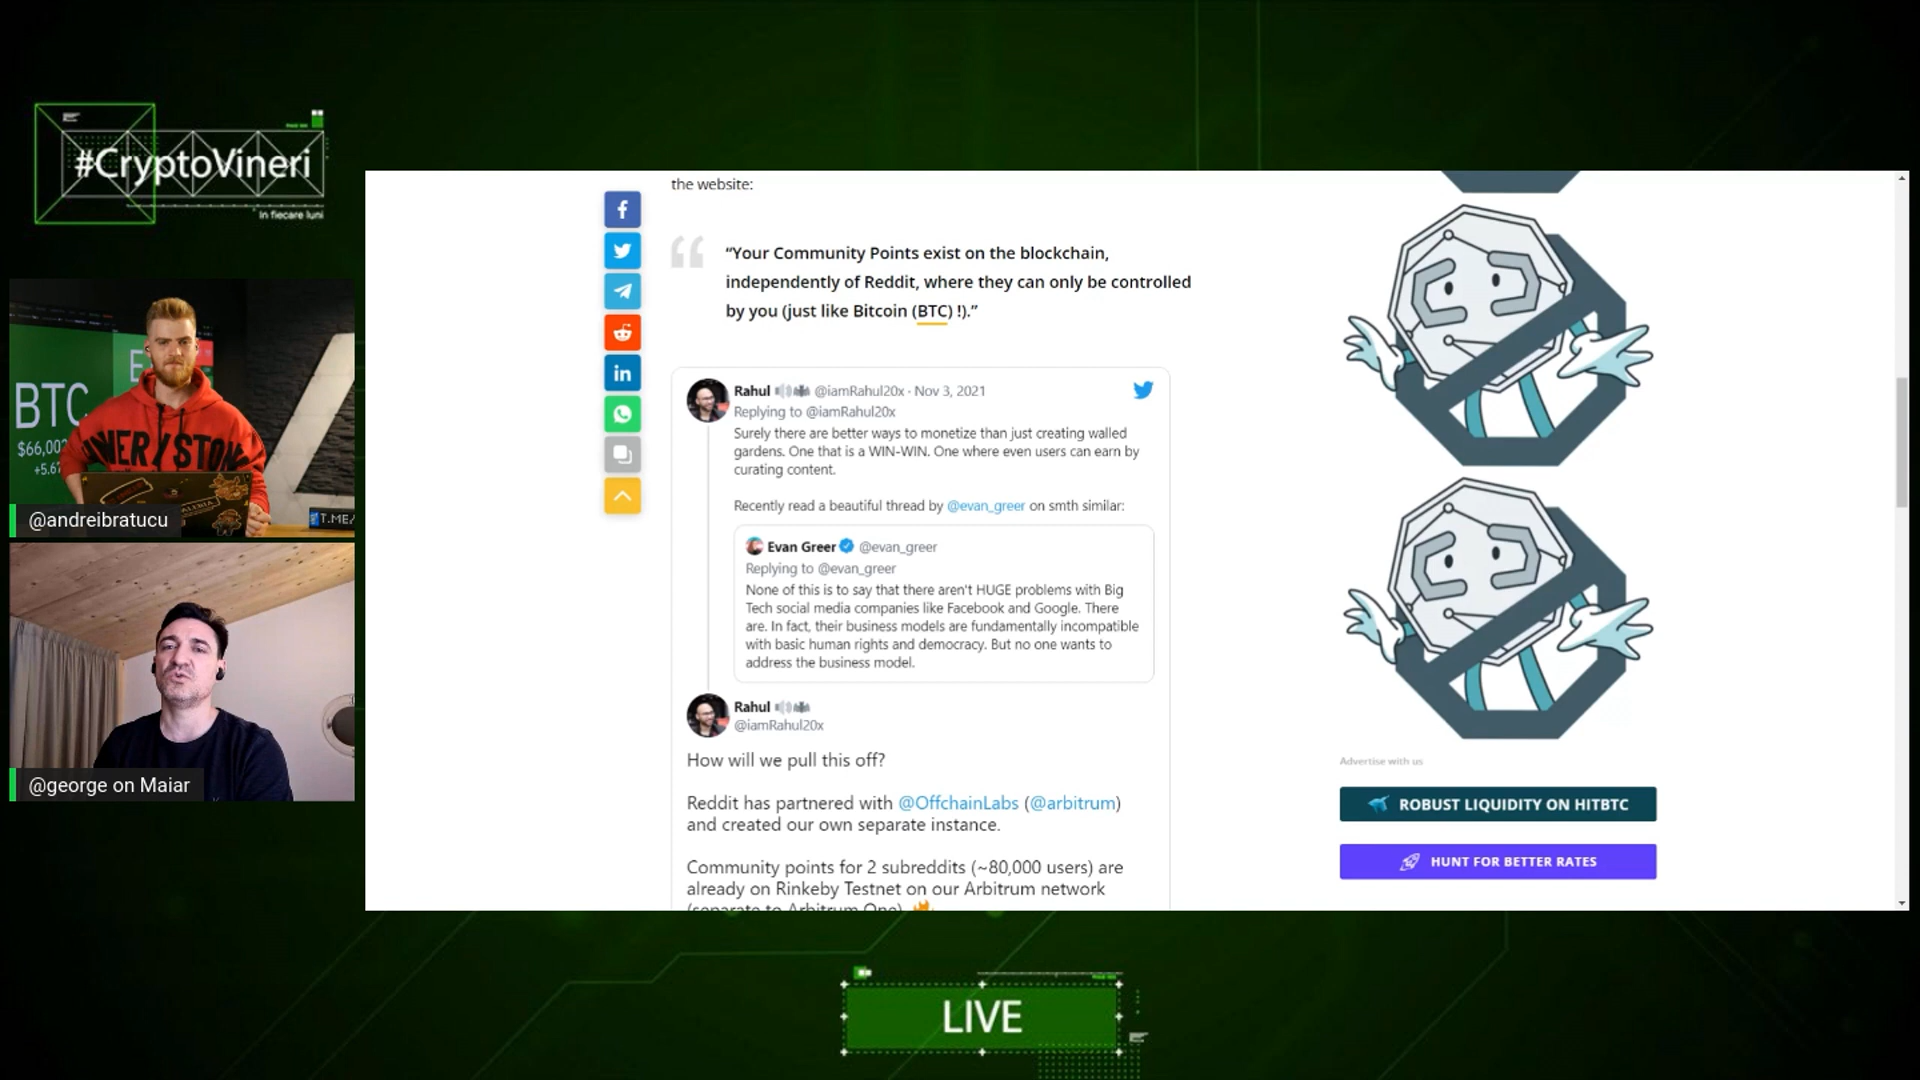 #CryptoVineri
În fiecare luni
BTC
$66,00
+5.67
@andreibratucu
T.ME/
@george on Maiar
the website:
“Your Community Points exist on the blockchain,
independently of Reddit, where they can only be controlled
by you (just like Bitcoin (BTC) !).”
Rahul @iamRahul20x · Nov 3, 2021
Replying to @iamRahul20x
Surely there are better ways to monetize than just creating walled
gardens. One that is a WIN-WIN. One where even users can earn by
curating content.
Recently read a beautiful thread by @evan_greer on smth similar:
Evan Greer @evan_greer
Replying to @evan_greer
None of this is to say that there aren't HUGE problems with Big
Tech social media companies like Facebook and Google. There
are. In fact, their business models are fundamentally incompatible
with basic human rights and democracy. But no one wants to
address the business model.
Rahul
@iamRahul20x
How will we pull this off?
Reddit has partnered with @OffchainLabs (@arbitrum)
and created our own separate instance.
Community points for 2 subreddits (~80,000 users) are
already on Rinkeby Testnet on our Arbitrum network
(separate to Arbitrum One).
Advertise with us
ROBUST LIQUIDITY ON HITBTC
HUNT FOR BETTER RATES
LIVE